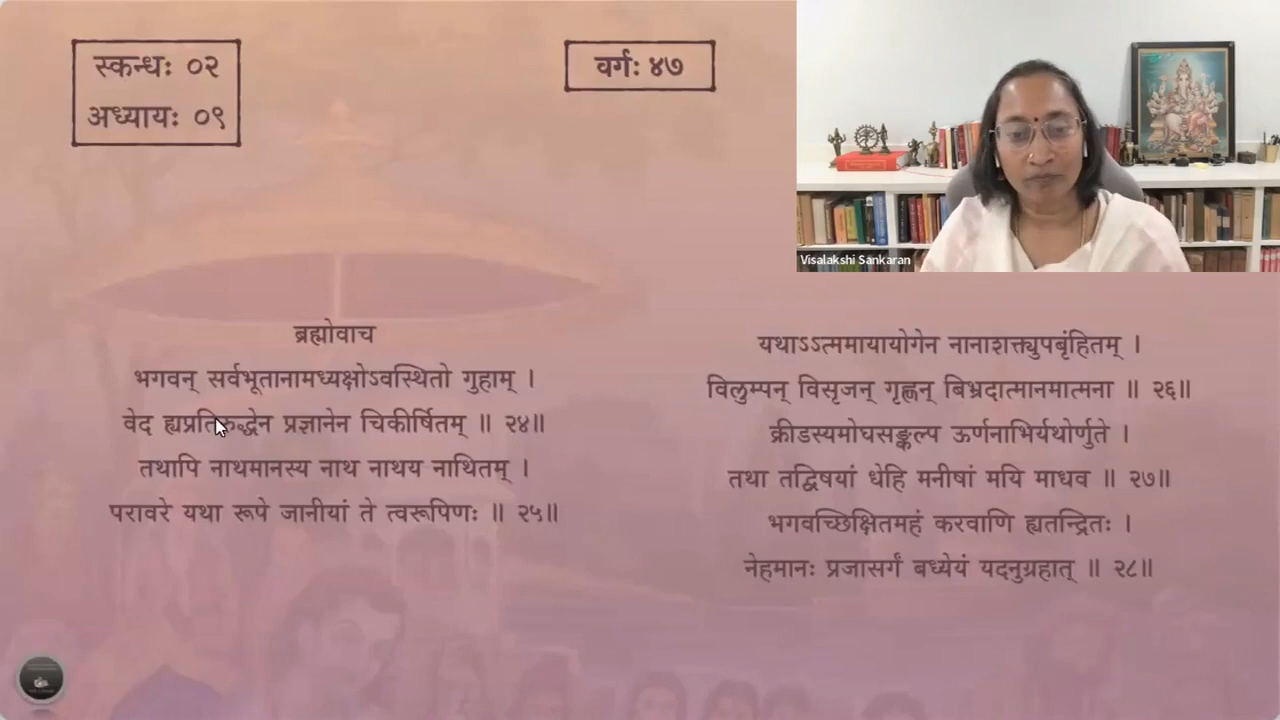 स्कन्धः ०२
अध्यायः ०९
वर्गः ४७
Visalakshi Sankaran
ब्रह्मोवाच
भगवन् सर्वभूतानामध्यक्षोऽवस्थितो गुहाम् ।
वेद ह्यप्रतिरुद्धेन प्रज्ञानेन चिकीर्षितम् ॥ २४॥
तथापि नाथमानस्य नाथ नाथय नाथितम् ।
परावरे यथा रूपे जानीयां ते त्वरूपिणः ॥ २५॥
यथाऽऽत्ममायायोगेन नानाशक्त्युपबृंहितम् ।
विलुम्पन् विसृजन् गृह्णन् बिभ्रदात्मानमात्मना ॥ २६॥
क्रीडस्यमोघसङ्कल्प ऊर्णनाभिर्यथोर्णुते ।
तथा तद्विषयां धेहि मनीषां मयि माधव ॥ २७॥
भगवच्छिक्षितमहं करवाणि ह्यतन्द्रितः ।
नेहमानः प्रजासर्गं बध्येयं यदनुग्रहात् ॥ २८॥